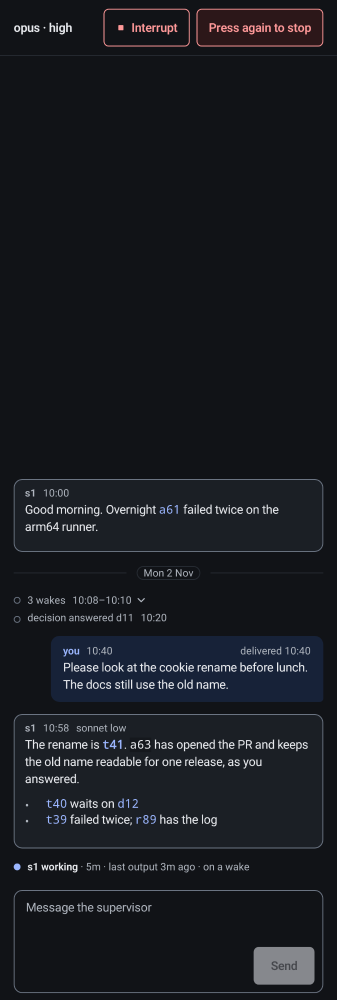 opus · high
Interrupt
Press again to stop
s1 10:00
Good morning. Overnight a61 failed twice on the
arm64 runner.
Mon 2 Nov
3 wakes 10:08–10:10
decision answered d11 10:20
you 10:40 delivered 10:40
Please look at the cookie rename before lunch.
The docs still use the old name.
s1 10:58 sonnet low
The rename is t41. a63 has opened the PR and keeps
the old name readable for one release, as you
answered.
• t40 waits on d12
• t39 failed twice; r89 has the log
s1 working · 5m · last output 3m ago · on a wake
Message the supervisor
Send